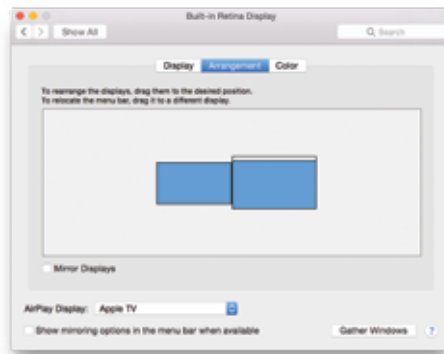 Built-in Retina Display
Show All
Search
Display Arrangement Color
To rearrange the displays, drag them to the desired position.
To relocate the menu bar, drag it to a different display.
Mirror Displays
AirPlay Display: Apple TV
Show mirroring options in the menu bar when available
Gather Windows ?